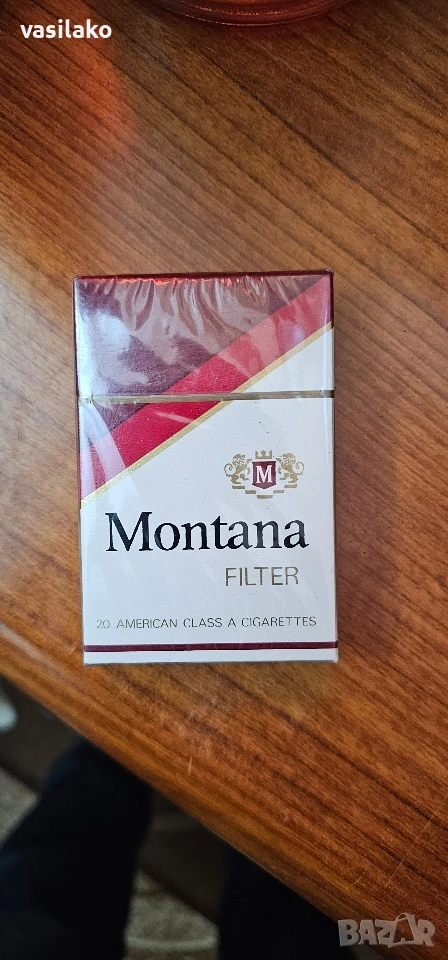 vasilako
M
Montana
FILTER
20 AMERICAN CLASS A CIGARETTES
BAZAR